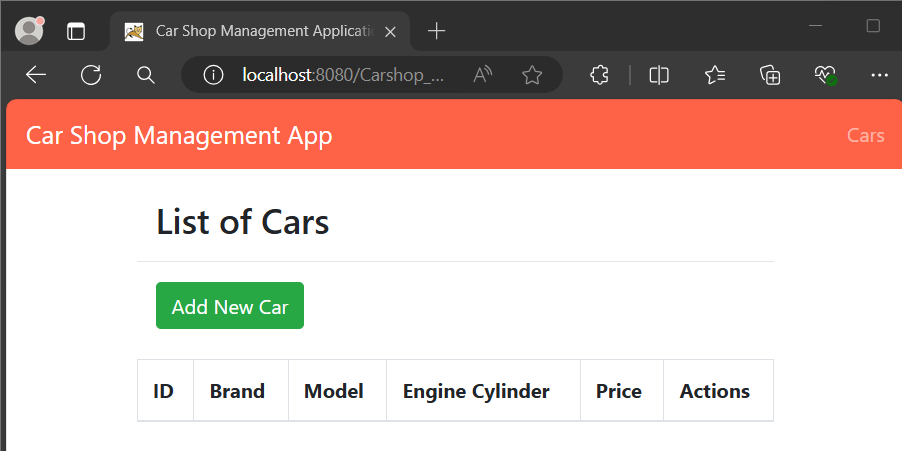 Car Shop Management Applicati
localhost:8080/Carshop_...
Car Shop Management App
Cars
List of Cars
Add New Car
ID Brand Model Engine Cylinder Price Actions